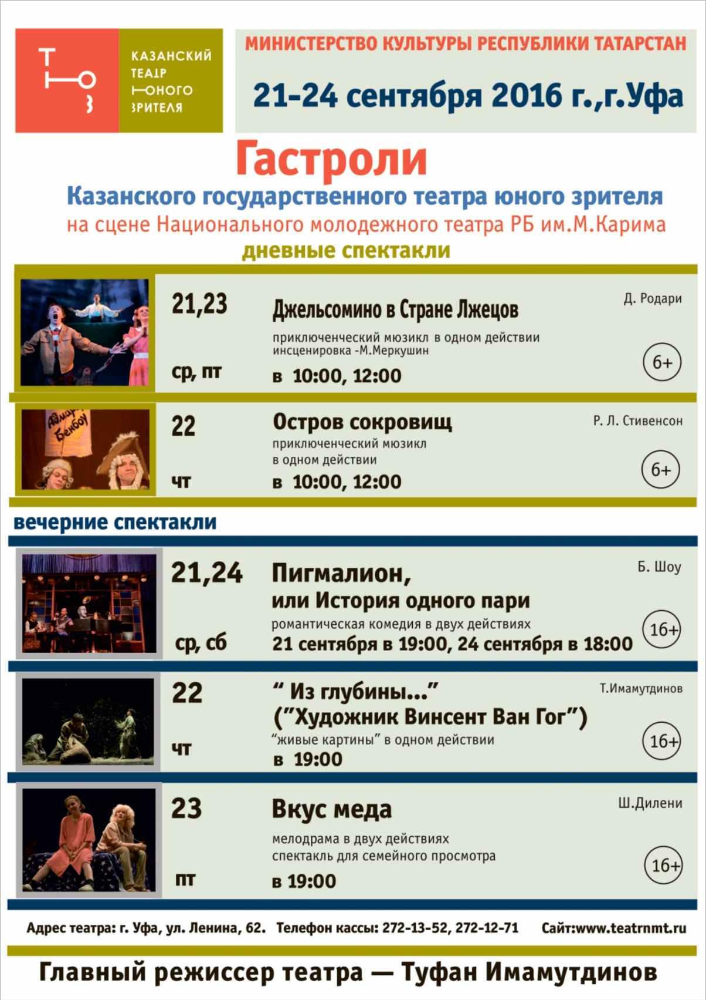 Т
Ю
З
КАЗАНСКИЙ
ТЕАТР
ЮНОГО
ЗРИТЕЛЯ
МИНИСТЕРСТВО КУЛЬТУРЫ РЕСПУБЛИКИ ТАТАРСТАН
21-24 сентября 2016 г.,г.Уфа
Гастроли
Казанского государственного театра юного зрителя
на сцене Национального молодежного театра РБ им.М.Карима
дневные спектакли
21,23
Джельсомино в Стране Лжецов
Д. Родари
приключенческий мюзикл в одном действии
инсценировка -М.Меркушин
6+
ср, пт
в 10:00, 12:00
Бенбоу
22
Остров сокровищ
Р. Л. Стивенсон
приключенческий мюзикл
в одном действии
6+
чт
в 10:00, 12:00
вечерние спектакли
21,24
Пигмалион,
Б. Шоу
или История одного пари
романтическая комедия в двух действиях
16+
ср, сб
21 сентября в 19:00, 24 сентября в 18:00
22
“ Из глубины...”
Т.Имамутдинов
(”Художник Винсент Ван Гог”)
“живые картины” в одном действии
16+
чт
в 19:00
23
Вкус меда
Ш.Дилени
мелодрама в двух действиях
спектакль для семейного просмотра
16+
пт
в 19:00
Адрес театра: г. Уфа, ул. Ленина, 62. Телефон кассы: 272-13-52, 272-12-71 Сайт:www.teatrnmt.ru
Главный режиссер театра — Туфан Имамутдинов